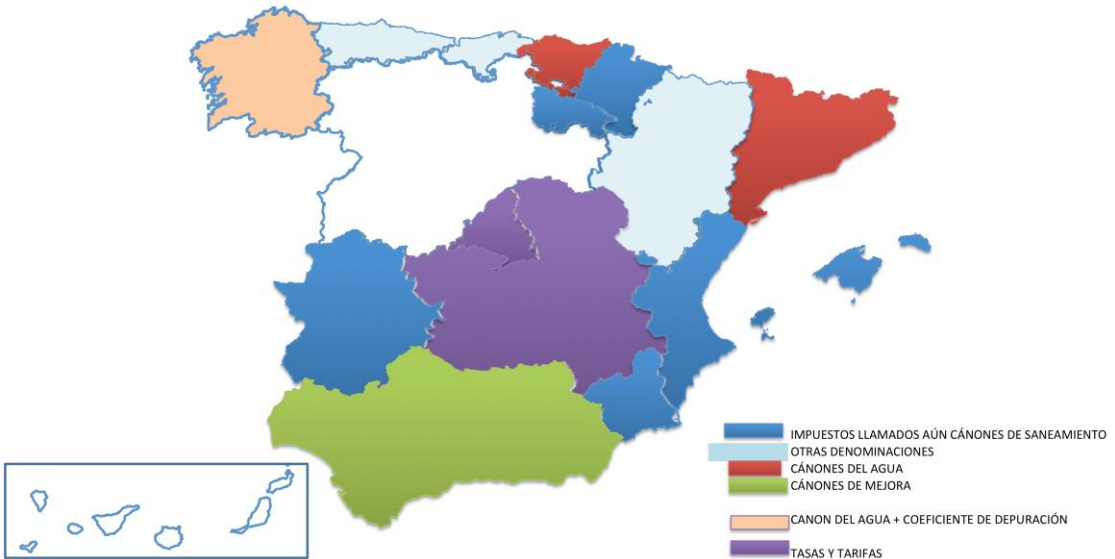 IMPUESTOS LLAMADOS AÚN CÁNONES DE SANEAMIENTO
OTRAS DENOMINACIONES
CÁNONES DEL AGUA
CÁNONES DE MEJORA
CANON DEL AGUA + COEFICIENTE DE DEPURACIÓN
TASAS Y TARIFAS